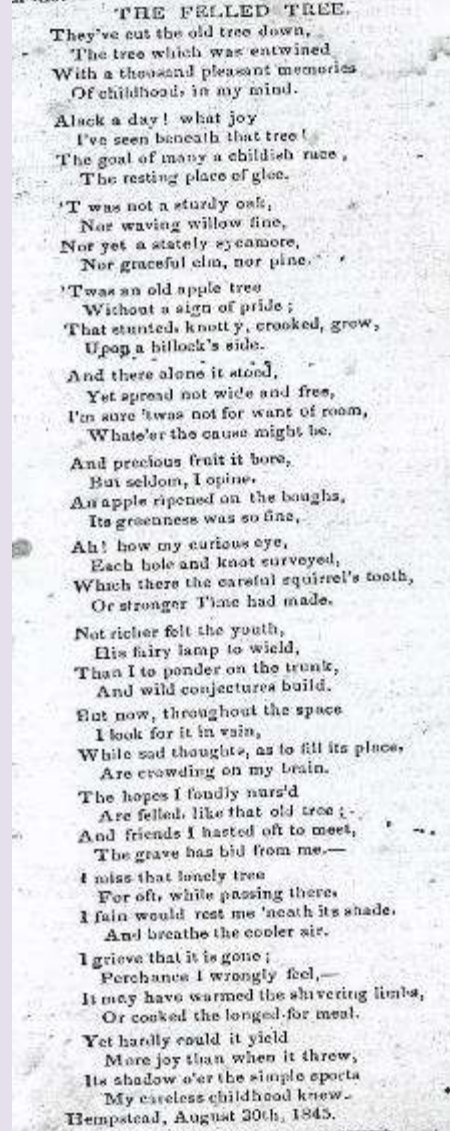 THE FELLED TREE.
They've cut the old tree down,
The tree which was entwined
With a thousand pleasant memories
Of childhood, in my mind.
Alack a day! what joy
I've seen beneath that tree!
The goal of many a childish race,
The resting place of glee.
'T was not a sturdy oak,
Nor waving willow fine,
Nor yet a stately sycamore,
Nor graceful elm, nor pine.
'Twas an old apple tree
Without a sign of pride;
That stunted, knotty, crooked, grew,
Upon a hillock's side.
And there alone it stood,
Yet spread not wide and free,
I'm sure 'twas not for want of room,
Whate'er the cause might be.
And precious fruit it bore,
But seldom, I opine.
An apple ripened on the boughs,
Its greenness was so fine,
Ah! how my curious eye,
Each hole and knot surveyed,
Which there the careful squirrel's tooth,
Or stronger Time had made.
Not richer felt the youth,
His fairy lamp to wield,
Than I to ponder on the trunk,
And wild conjectures build.
But now, throughout the space
I look for it in vain,
While sad thoughts, as to fill its place,
Are crowding on my brain.
The hopes I fondly nurs'd
Are felled, like that old tree;
And friends I hasted oft to meet,
The grave has hid from me.—
I miss that lonely tree
For oft, while passing there,
I fain would rest me 'neath its shade,
And breathe the cooler air.
I grieve that it is gone;
Perchance I wrongly feel,—
It may have warmed the shivering limbs,
Or cooked the longed-for meal.
Yet hardly could it yield
More joy than when it threw,
Its shadow o'er the simple sports
My careless childhood knew.
Hempstead, August 20th, 1845.